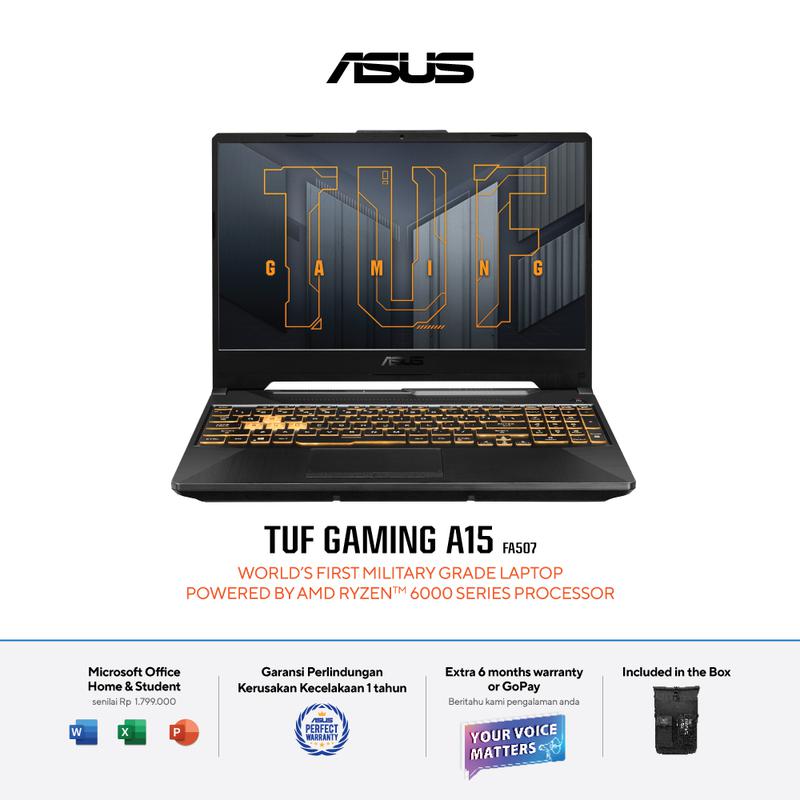 ASUS
TUF
GAMING
ASUS
TUF GAMING A15 FA507
WORLD'S FIRST MILITARY GRADE LAPTOP
POWERED BY AMD RYZEN™ 6000 SERIES PROCESSOR
Microsoft Office
Home & Student
senilai Rp 1.799.000
W X P
Garansi Perlindungan
Kerusakan Kecelakaan 1 tahun
ASUS
PERFECT
WARRANTY
Extra 6 months warranty
or GoPay
Beritahu kami pengalaman anda
YOUR VOICE
MATTERS
Included in the Box